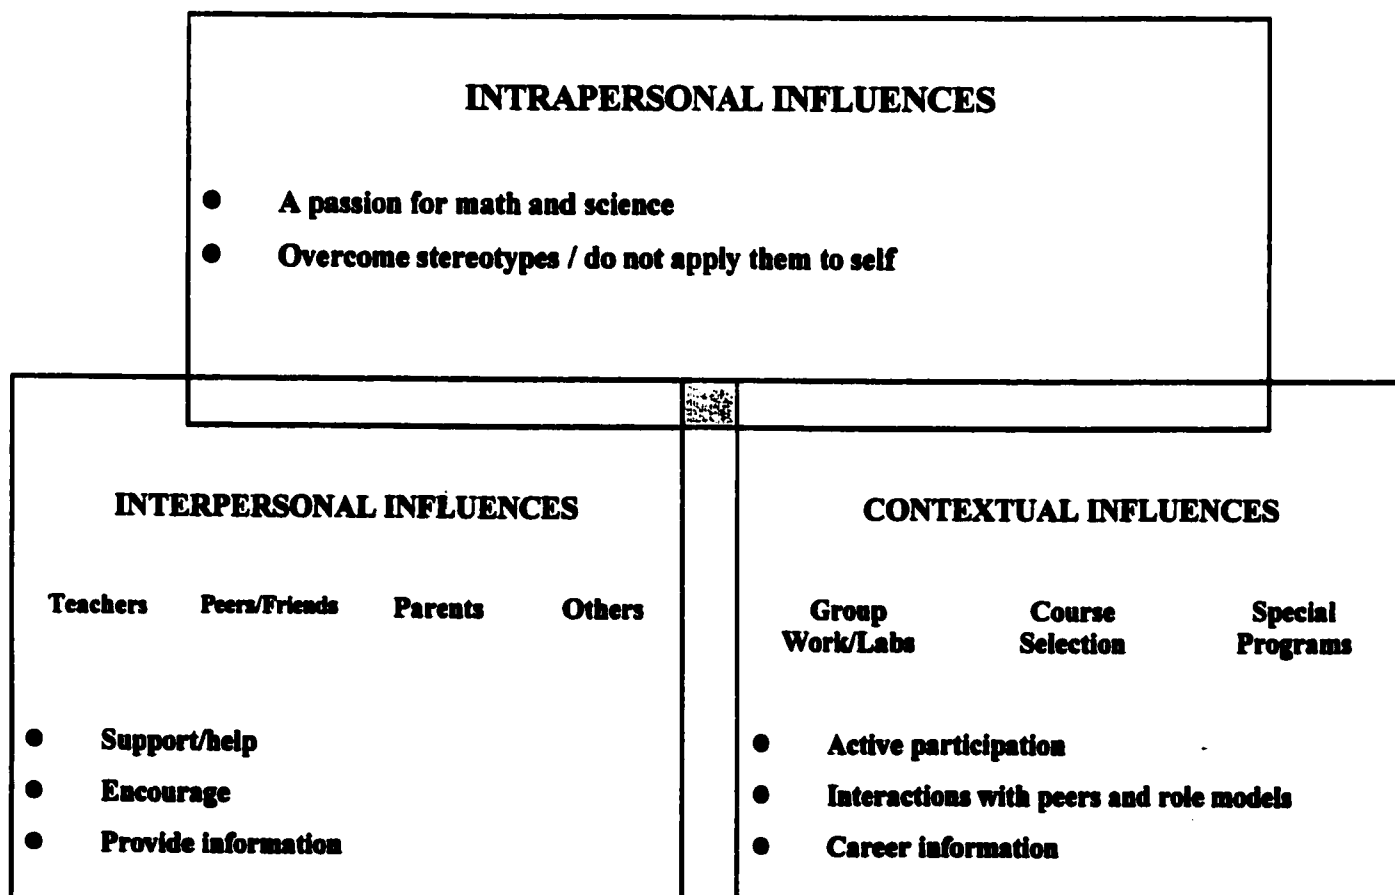 INTRAPERSONAL INFLUENCES
● A passion for math and science
● Overcome stereotypes / do not apply them to self
INTERPERSONAL INFLUENCES
Teachers Peers/Friends Parents Others
● Support/help
● Encourage
● Provide information
CONTEXTUAL INFLUENCES
Group Work/Labs
Course Selection
Special Programs
● Active participation
● Interactions with peers and role models
● Career information